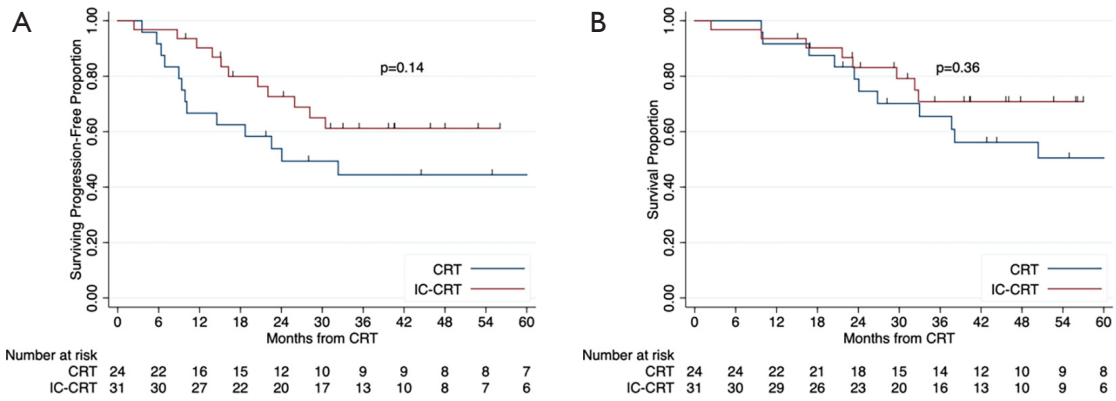 A
Surviving Progression-Free Proportion
1.00
0.80
0.60
0.40
0.20
0.00
p=0.14
CRT
IC-CRT
0 6 12 18 24 30 36 42 48 54 60
Months from CRT
Number at risk
CRT 24 22 16 15 12 10 9 9 8 8 7
IC-CRT 31 30 27 22 20 17 13 10 8 7 6
B
Survival Proportion
1.00
0.80
0.60
0.40
0.20
0.00
p=0.36
CRT
IC-CRT
0 6 12 18 24 30 36 42 48 54 60
Months from CRT
Number at risk
CRT 24 24 22 21 18 15 14 12 10 9 8
IC-CRT 31 30 29 26 23 20 16 13 10 9 6